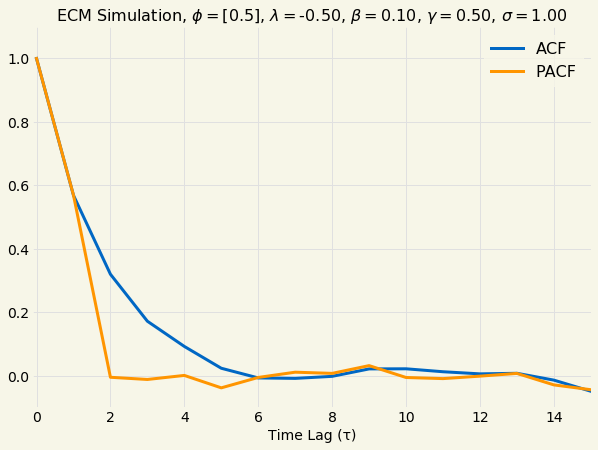 ECM Simulation, ϕ = [0.5], λ = -0.50, β = 0.10, γ = 0.50, σ = 1.00
ACF
PACF
1.0
0.8
0.6
0.4
0.2
0.0
0 2 4 6 8 10 12 14
Time Lag (τ)